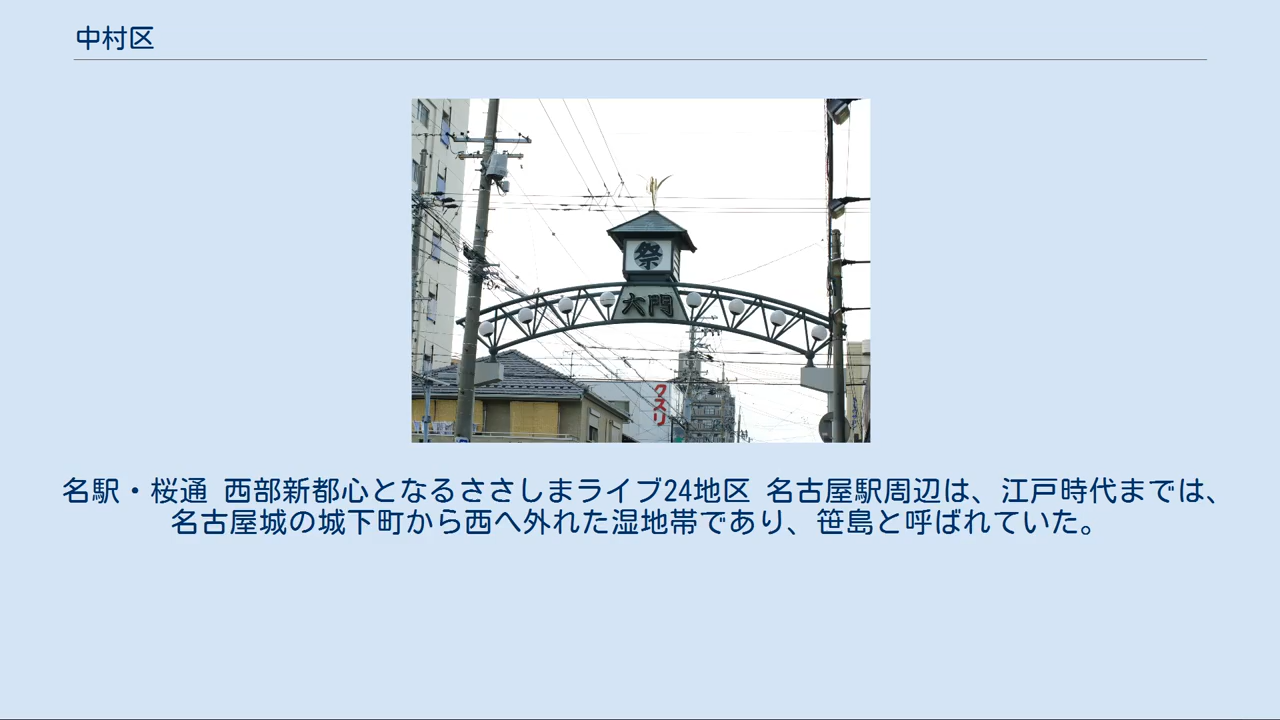 中村区
祭
大門
クスリ
名駅・桜通 西部新都心となるささしまライブ24地区 名古屋駅周辺は、江戸時代までは、
名古屋城の城下町から西へ外れた湿地帯であり、笹島と呼ばれていた。